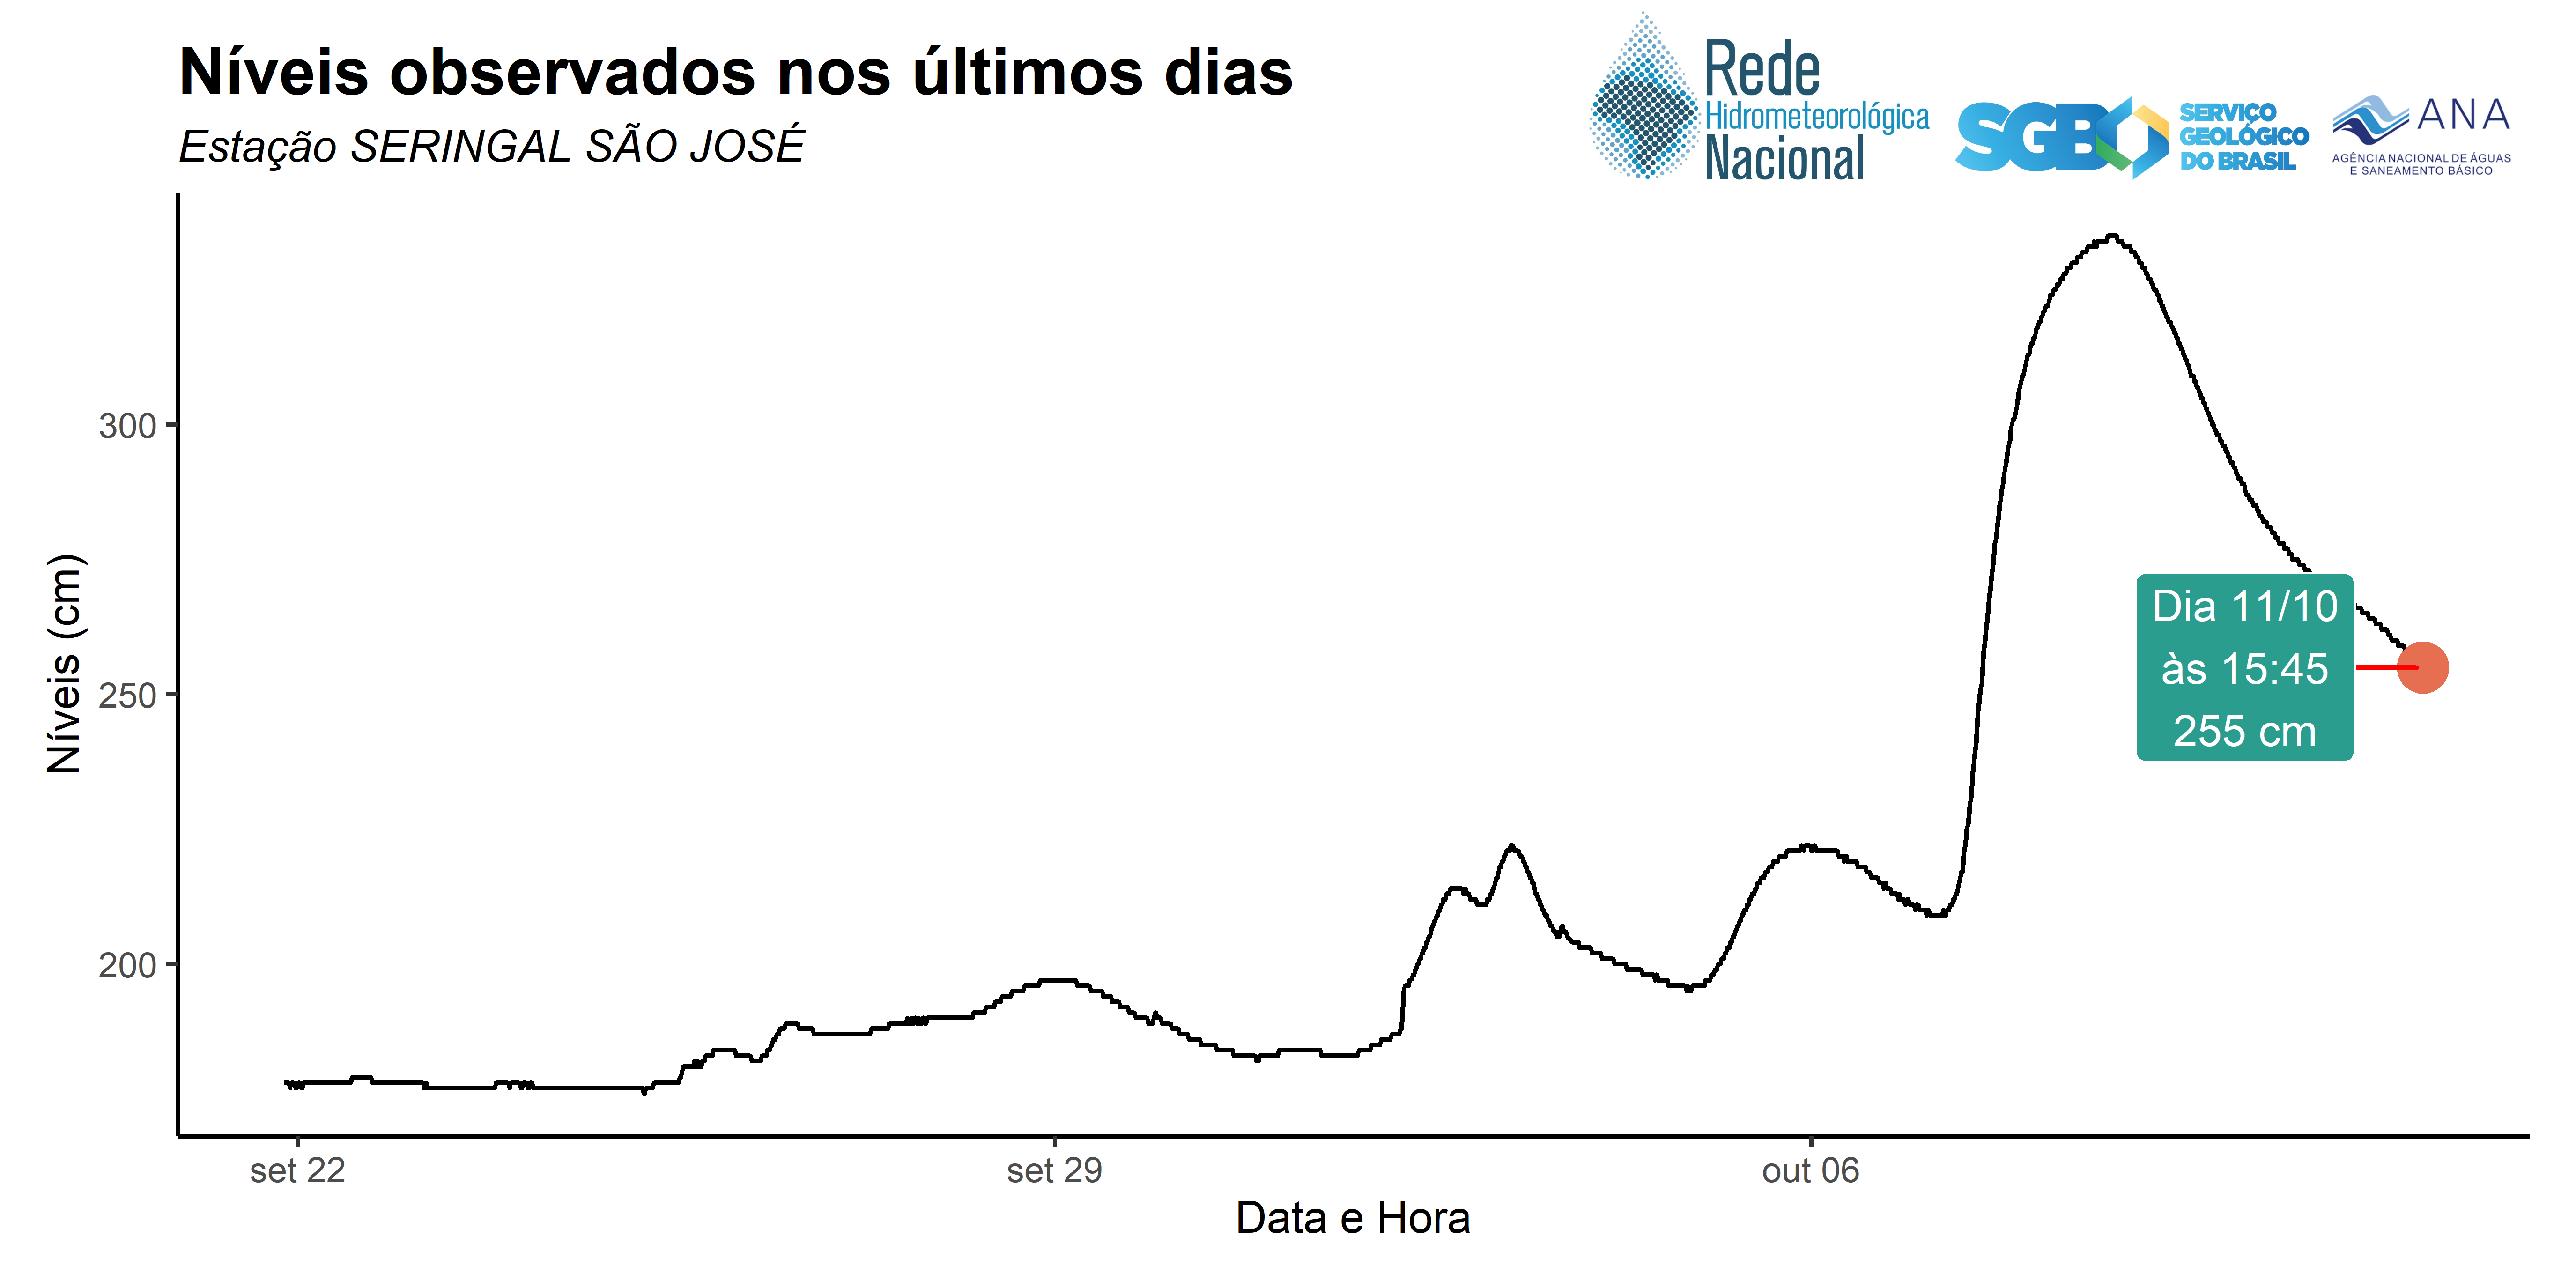 Níveis observados nos últimos dias
Estação SERINGAL SÃO JOSÉ
Rede
Hidrometeorológica
Nacional
SGB
SERVIÇO
GEOLÓGICO
DO BRASIL
ANA
AGÊNCIA NACIONAL DE ÁGUAS
E SANEAMENTO BÁSICO
Níveis (cm)
300
250
200
Dia 11/10
às 15:45
255 cm
set 22
set 29
out 06
Data e Hora